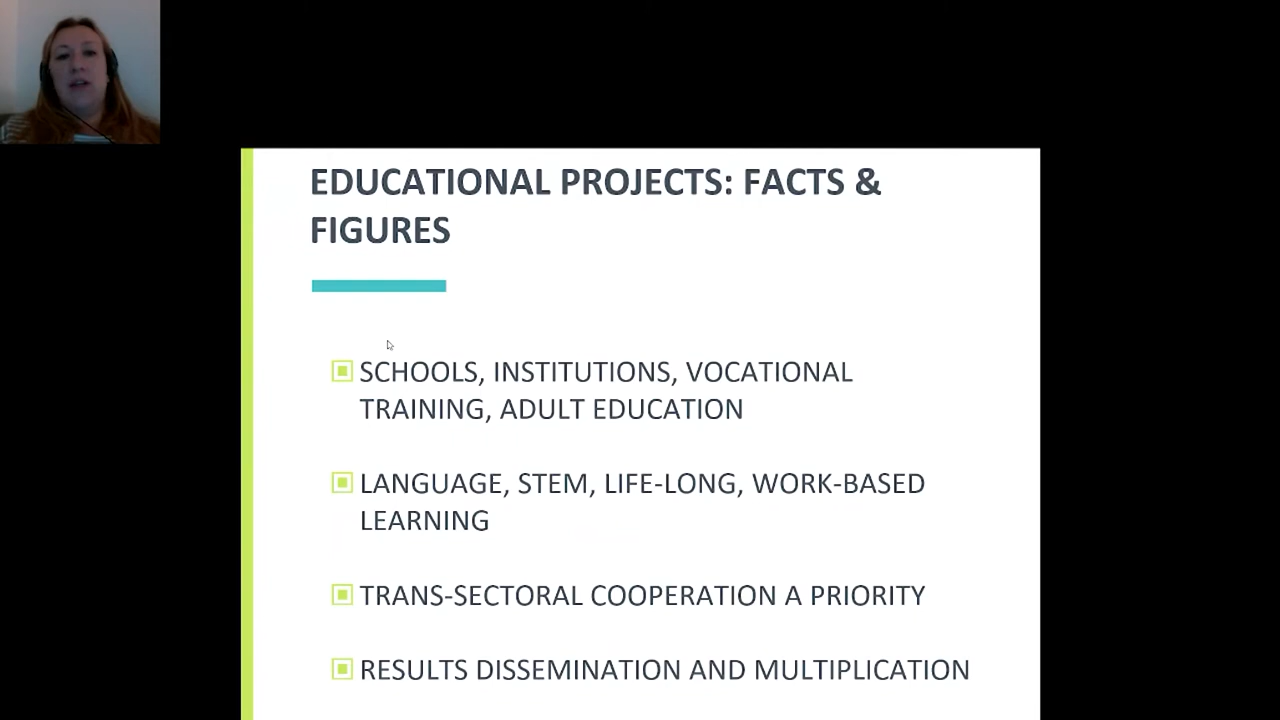 EDUCATIONAL PROJECTS: FACTS &
FIGURES
SCHOOLS, INSTITUTIONS, VOCATIONAL
TRAINING, ADULT EDUCATION
LANGUAGE, STEM, LIFE-LONG, WORK-BASED
LEARNING
TRANS-SECTORAL COOPERATION A PRIORITY
RESULTS DISSEMINATION AND MULTIPLICATION